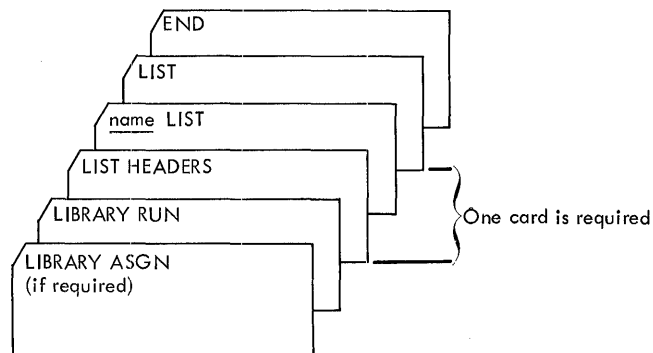 END
LIST
name LIST
LIST HEADERS
LIBRARY RUN
One card is required
LIBRARY ASGN
(if required)